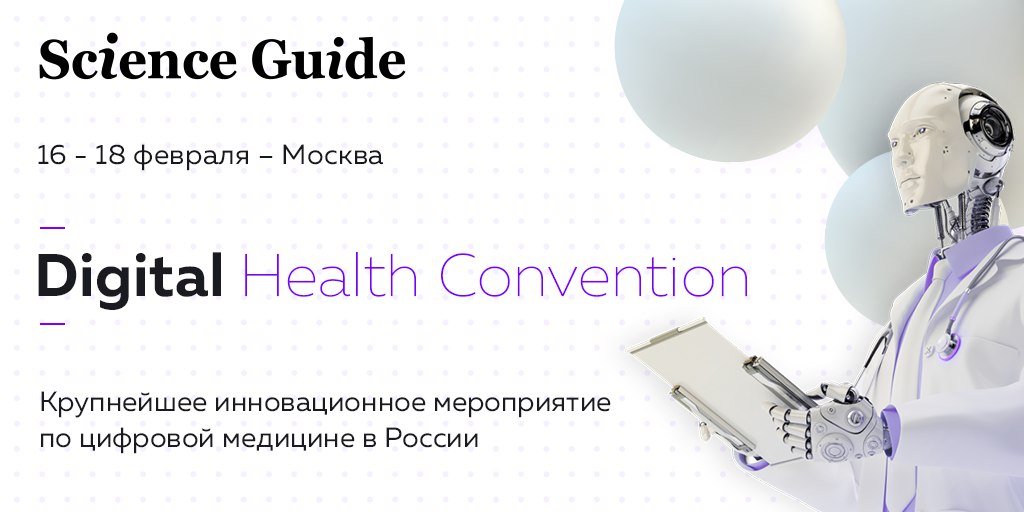 Science Guide
16 - 18 февраля – Москва
Digital Health Convention
Крупнейшее инновационное мероприятие
по цифровой медицине в России